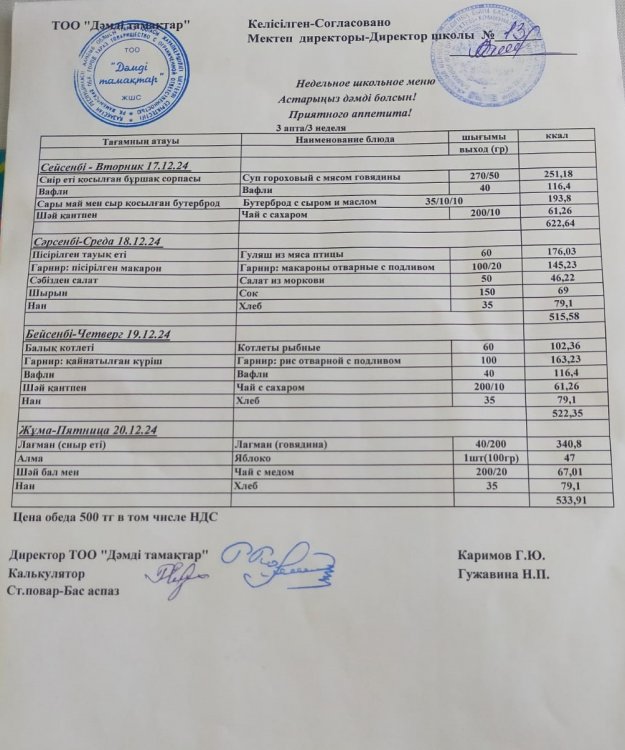 ТОО "Дәмді тамақтар" Келісілген-Согласовано
Мектеп директоры-Директор школы №
ТОО
"Дәмді
тамақтар"
ЖШС
Недельное школьное меню
Астарыңыз дәмді болсын!
Приятного аппетита!
3 апта/3 неделя
Тағамның атауы Наименование блюда шығымы ккал
выход (гр)
Сейсенбі - Вторник 17.12.24
Сиір еті қосылған бұршақ сорпасы Суп гороховый с мясом говядины 270/50 251,18
Вафли Вафли 40 116,4
Сары май мен сыр қосылған бутерброд Бутерброд с сыром и маслом 35/10/10 193,8
Шәй қантпен Чай с сахаром 200/10 61,26
622,64
Сәрсенбі-Среда 18.12.24
Пісірілген тауық еті Гуляш из мяса птицы 60 176,03
Гарнир: пісірілген макарон Гарнир: макароны отварные с подливом 100/20 145,23
Сәбізден салат Салат из моркови 50 46,22
Шырын Сок 150 69
Нан Хлеб 35 79,1
515,58
Бейсенбі-Четверг 19.12.24
Балық котлеті Котлеты рыбные 60 102,36
Гарнир: қайнатылған күріш Гарнир: рис отварной с подливом 100 163,23
Вафли Вафли 40 116,4
Шәй қантпен Чай с сахаром 200/10 61,26
Нан Хлеб 35 79,1
522,35
Жұма-Пятница 20.12.24
Лағман (сиыр еті) Лагман (говядина) 40/200 340,8
Алма Яблоко 1шт(100гр) 47
Шәй бал мен Чай с медом 200/20 67,01
Нан Хлеб 35 79,1
533,91
Цена обеда 500 тг в том числе НДС
Директор ТОО "Дәмді тамақтар" Каримов Г.Ю.
Калькулятор Гужавина Н.П.
Ст.повар-Бас аспаз